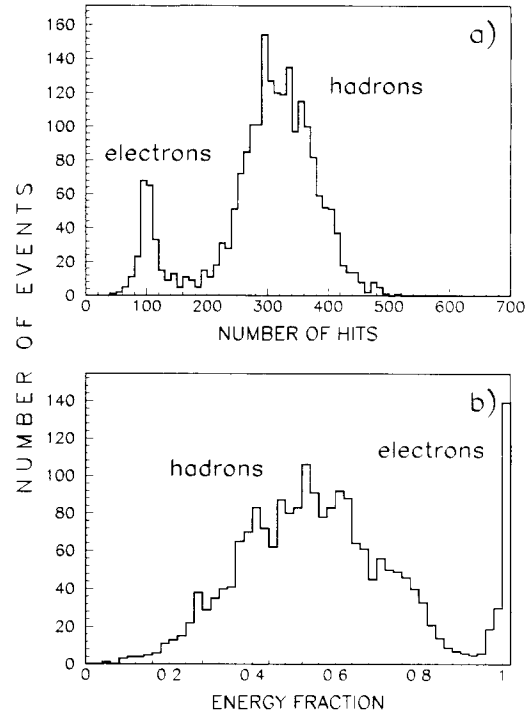 NUMBER OF EVENTS
a)
160
140
120
100
80
60
40
20
0
electrons
hadrons
0 100 200 300 400 500 600 700
NUMBER OF HITS
b)
140
120
100
80
60
40
20
0
hadrons
electrons
0 0 2 0 4 0 6 0 8 1
ENERGY FRACTION